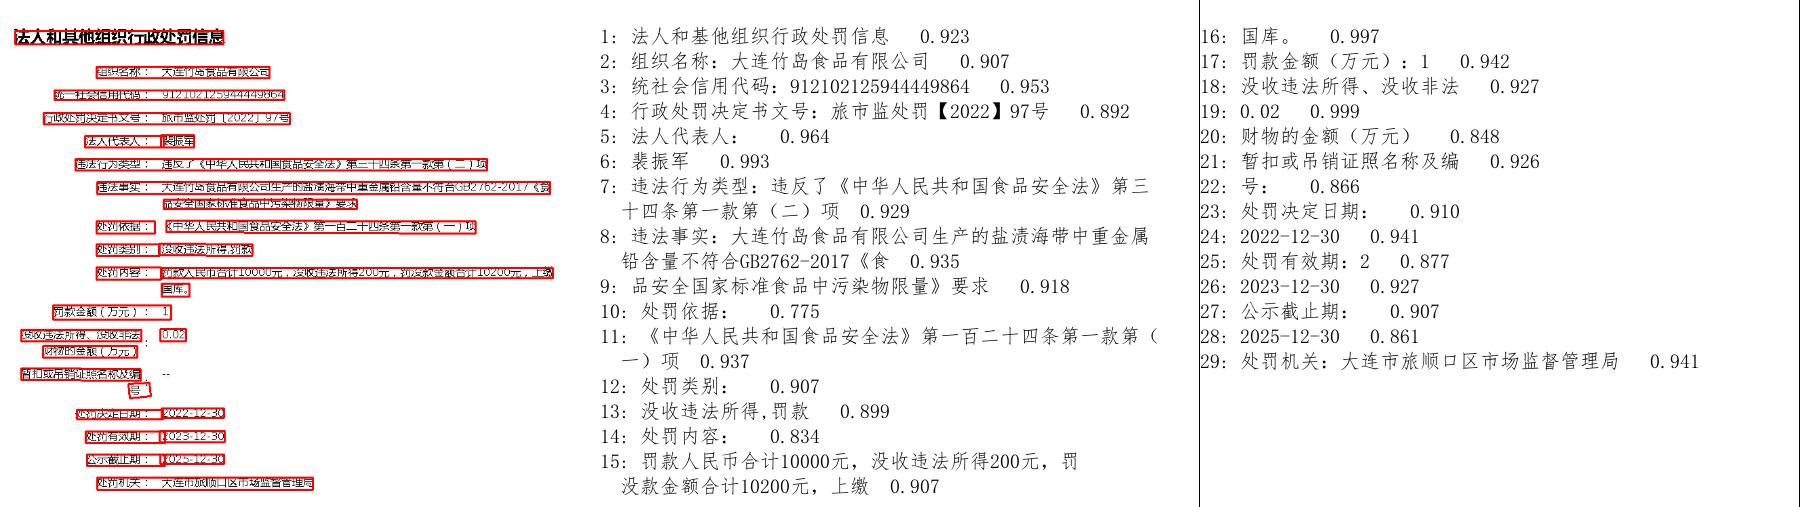 法人和其他组织行政处罚信息
组织名称： 大连竹岛食品有限公司
统一社会信用代码： 912102125944449864
行政处罚决定书文号： 旅市监处罚〔2022〕97号
法人代表人： 裴振军
违法行为类型： 违反了《中华人民共和国食品安全法》第三十四条第一款第（二）项
违法事实： 大连竹岛食品有限公司生产的盐渍海带中重金属铅含量不符合GB2762-2017《食
品安全国家标准食品中污染物限量》要求
处罚依据： 《中华人民共和国食品安全法》第一百二十四条第一款第（一）项
处罚类别： 没收违法所得,罚款
处罚内容： 罚款人民币合计10000元，没收违法所得200元，罚没款金额合计10200元，上缴
国库。
罚款金额（万元）： 1
没收违法所得、没收非法 0.02
财物的金额（万元）：
暂扣或吊销证照名称及编 --
号：
处罚决定日期： 2022-12-30
处罚有效期： 2023-12-30
公示截止期： 2025-12-30
处罚机关： 大连市旅顺口区市场监督管理局
1: 法人和基他组织行政处罚信息 0.923
2: 组织名称：大连竹岛食品有限公司 0.907
3: 统社会信用代码：912102125944449864 0.953
4: 行政处罚决定书文号：旅市监处罚【2022】97号 0.892
5: 法人代表人： 0.964
6: 裴振军 0.993
7: 违法行为类型：违反了《中华人民共和国食品安全法》第三
十四条第一款第（二）项 0.929
8: 违法事实：大连竹岛食品有限公司生产的盐渍海带中重金属
铅含量不符合GB2762-2017《食 0.935
9: 品安全国家标准食品中污染物限量》要求 0.918
10: 处罚依据： 0.775
11: 《中华人民共和国食品安全法》第一百二十四条第一款第（
一）项 0.937
12: 处罚类别： 0.907
13: 没收违法所得,罚款 0.899
14: 处罚内容： 0.834
15: 罚款人民币合计10000元，没收违法所得200元，罚
没款金额合计10200元，上缴 0.907
16: 国库。 0.997
17: 罚款金额（万元）：1 0.942
18: 没收违法所得、没收非法 0.927
19: 0.02 0.999
20: 财物的金额（万元） 0.848
21: 暂扣或吊销证照名称及编 0.926
22: 号： 0.866
23: 处罚决定日期： 0.910
24: 2022-12-30 0.941
25: 处罚有效期：2 0.877
26: 2023-12-30 0.927
27: 公示截止期： 0.907
28: 2025-12-30 0.861
29: 处罚机关：大连市旅顺口区市场监督管理局 0.941